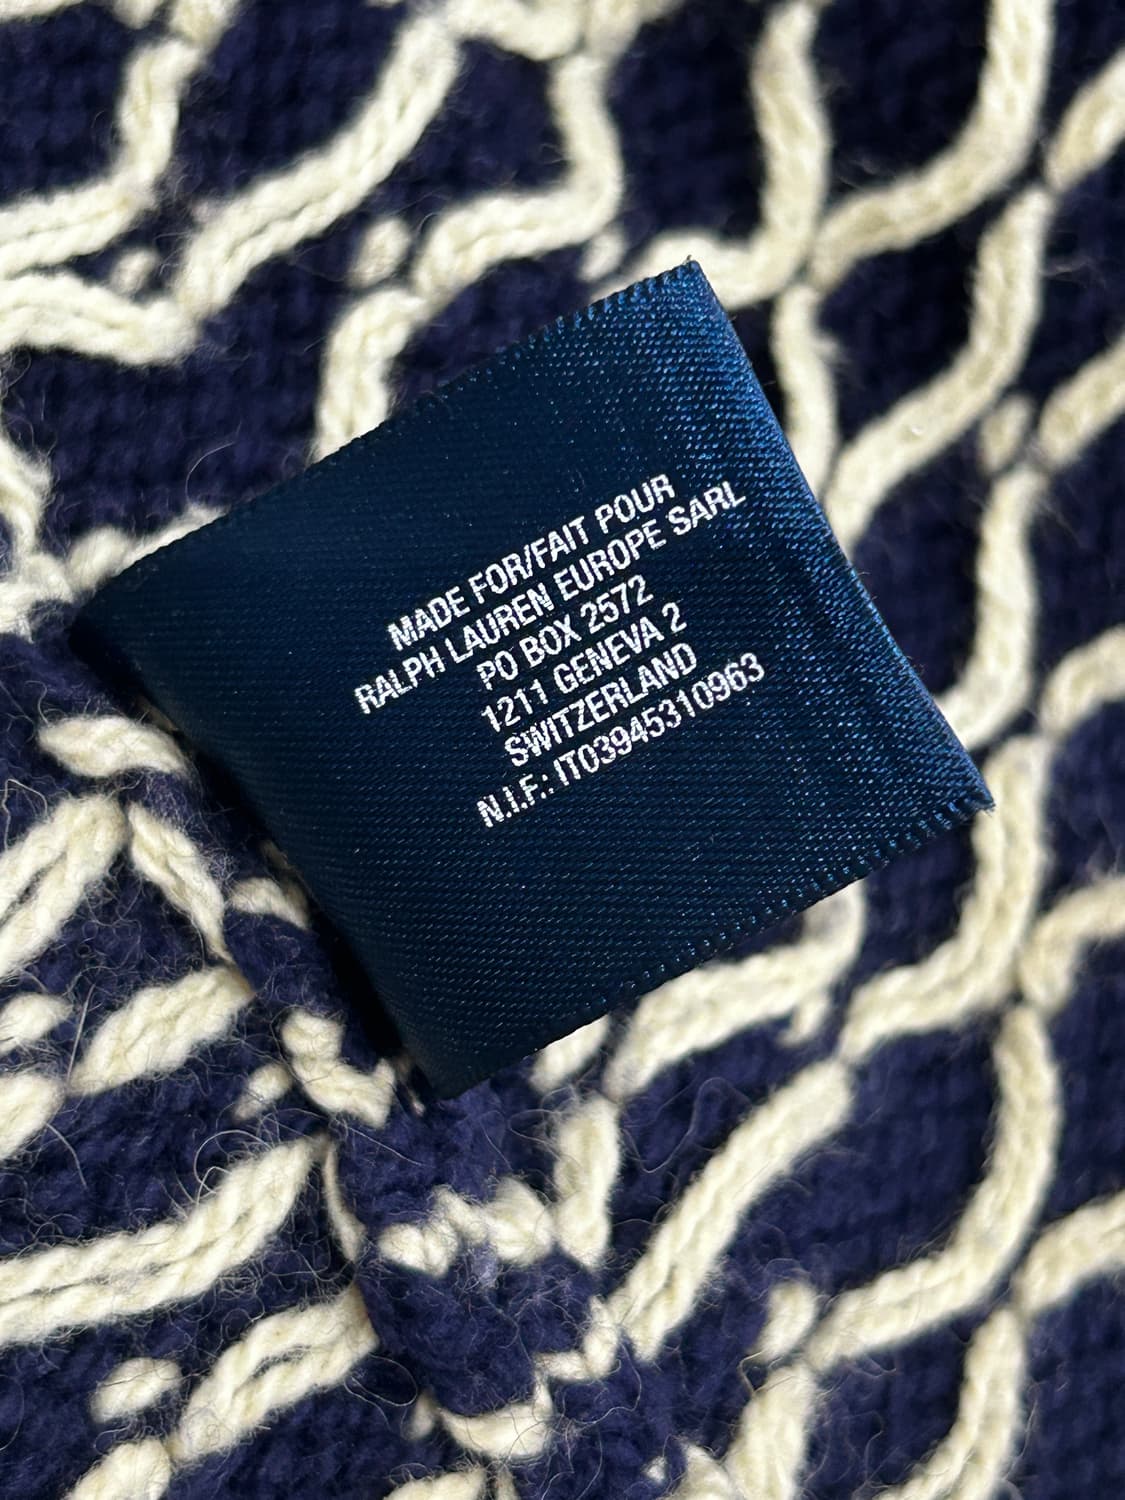 MADE FOR/FAIT POUR
RALPH LAUREN EUROPE SARL
PO BOX 2572
1211 GENEVA 2
SWITZERLAND
N.I.F.: IT03945310963